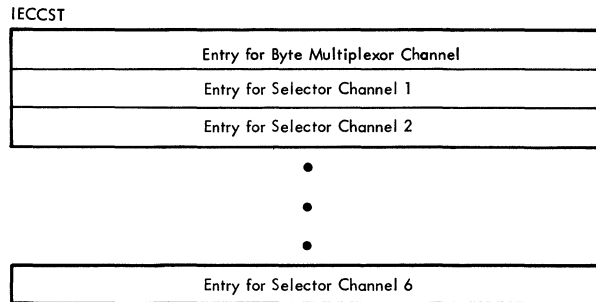 IECCST
Entry for Byte Multiplexor Channel
Entry for Selector Channel 1
Entry for Selector Channel 2
Entry for Selector Channel 6